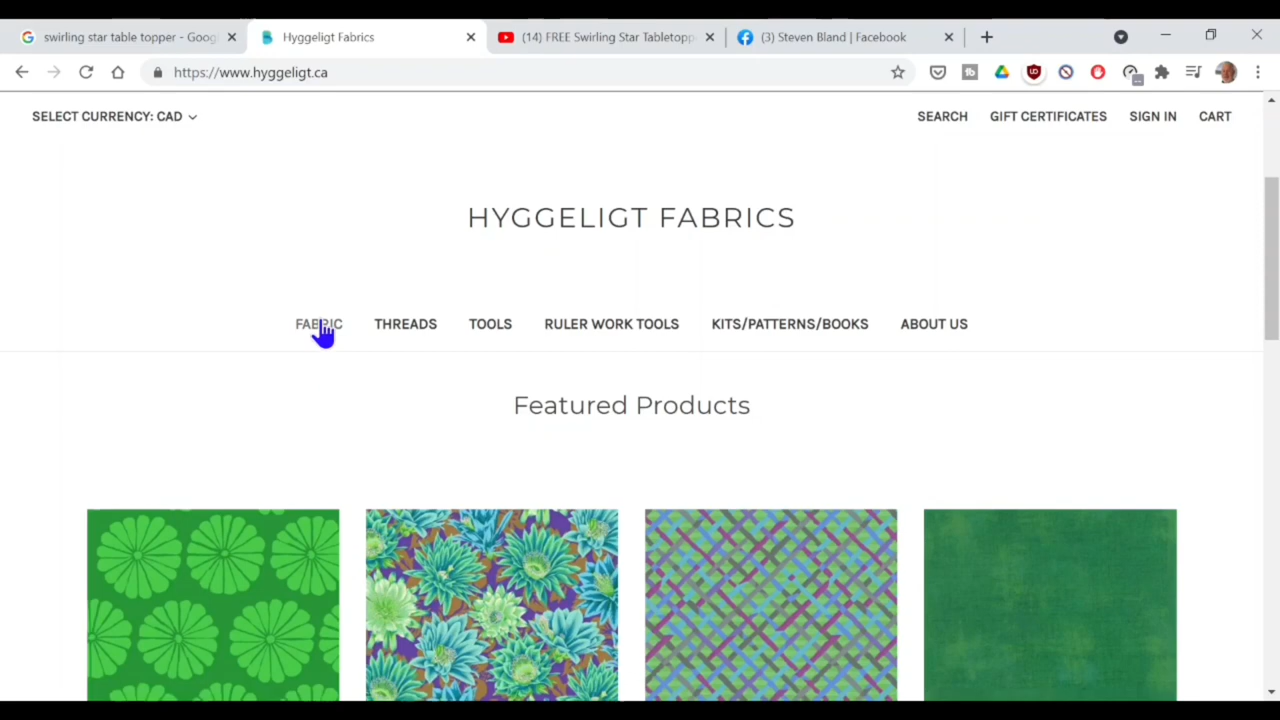 swirling star table topper - Goog
Hyggeligt Fabrics
(14) FREE Swirling Star Tabletopp
(3) Steven Bland | Facebook
https://www.hyggeligt.ca
SELECT CURRENCY: CAD
SEARCH
GIFT CERTIFICATES
SIGN IN
CART
HYGGELIGT FABRICS
FABRIC
THREADS
TOOLS
RULER WORK TOOLS
KITS/PATTERNS/BOOKS
ABOUT US
Featured Products